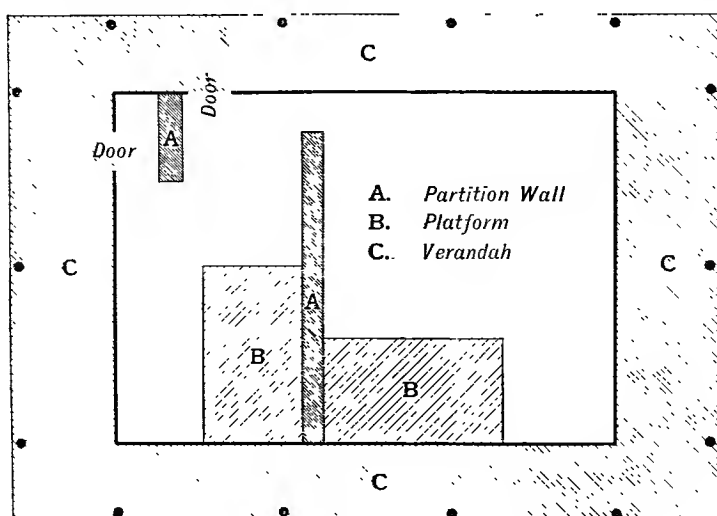 C
Door
Door
A
A. Partition Wall
B. Platform
C. Verandah
C
C
A
B
B
C